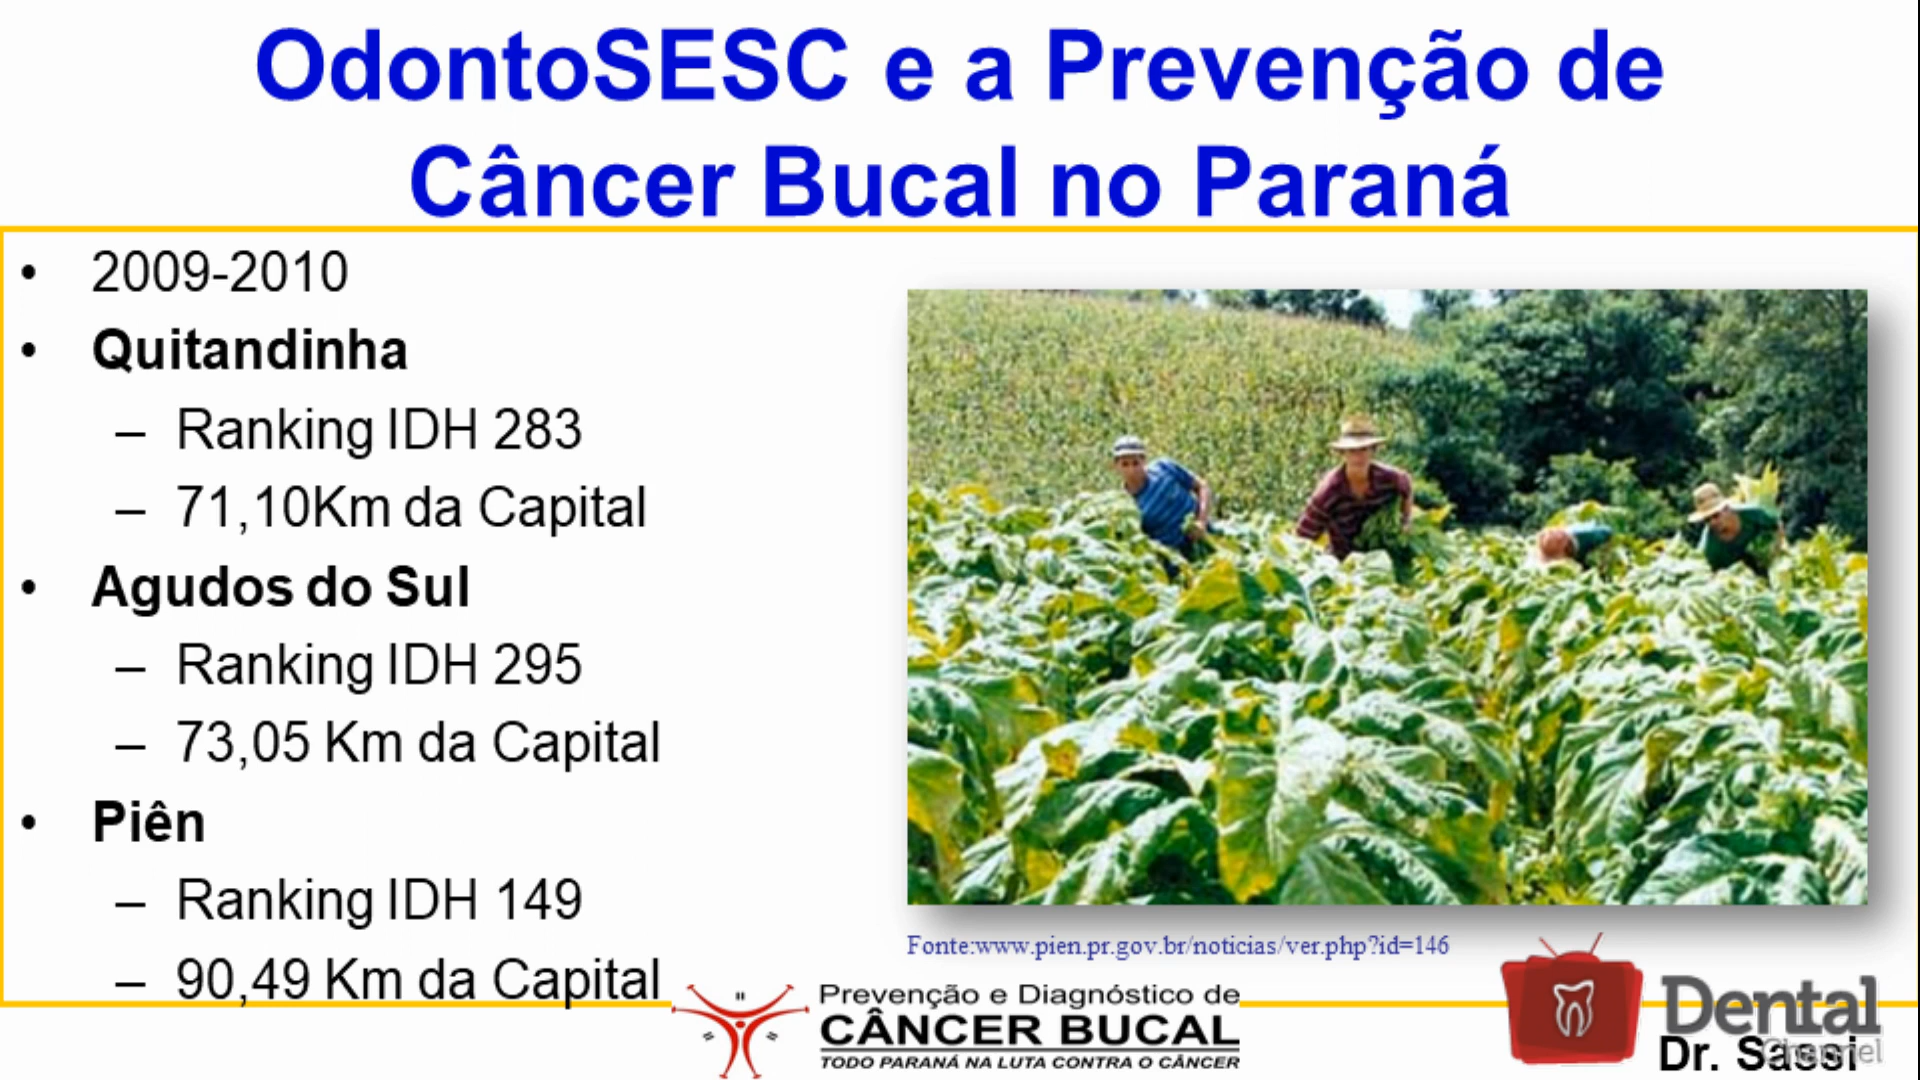 OdontoSESC e a Prevenção de
Câncer Bucal no Paraná
• 2009-2010
• Quitandinha
– Ranking IDH 283
– 71,10Km da Capital
• Agudos do Sul
– Ranking IDH 295
– 73,05 Km da Capital
• Piên
– Ranking IDH 149
– 90,49 Km da Capital
Fonte:www.pien.pr.gov.br/noticias/ver.php?id=146
Prevenção e Diagnóstico de
CÂNCER BUCAL
TODO PARANÁ NA LUTA CONTRA O CÂNCER
Dental
Channel
Dr. Sassi